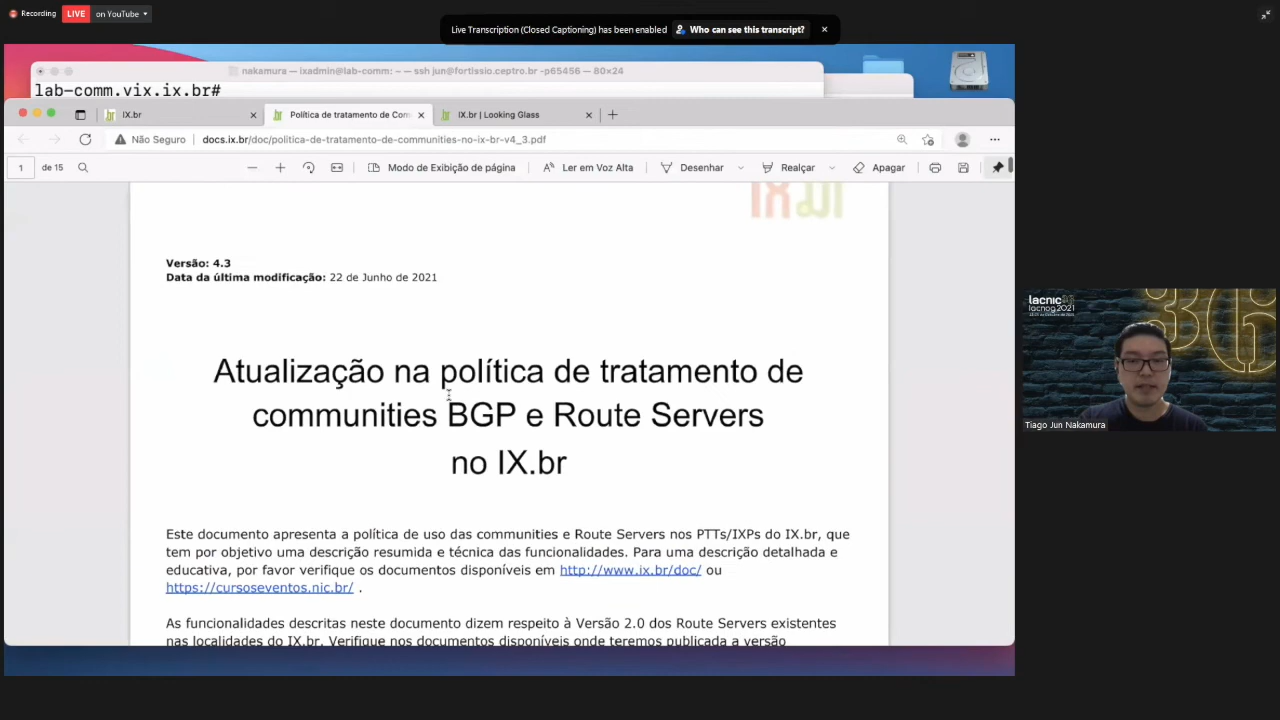 Recording
LIVE
on YouTube
Live Transcription (Closed Captioning) has been enabled
Who can see this transcript?
nakamura — ixadmin@lab-comm: ~ — ssh jun@fortissio.ceptro.br -p65456 — 80×24
lab-comm.vix.ix.br#
IX.br
Política de tratamento de Com
IX.br | Looking Glass
Não Seguro
docs.ix.br/doc/politica-de-tratamento-de-communities-no-ix-br-v4_3.pdf
1
de 15
Modo de Exibição de página
Ler em Voz Alta
Desenhar
Realçar
Apagar
Versão: 4.3
Data da última modificação: 22 de Junho de 2021
Atualização na política de tratamento de
communities BGP e Route Servers
no IX.br
Este documento apresenta a política de uso das communities e Route Servers nos PTTs/IXPs do IX.br, que
tem por objetivo uma descrição resumida e técnica das funcionalidades. Para uma descrição detalhada e
educativa, por favor verifique os documentos disponíveis em http://www.ix.br/doc/ ou
https://cursoseventos.nic.br/ .
As funcionalidades descritas neste documento dizem respeito à Versão 2.0 dos Route Servers existentes
nas localidades do IX.br. Verifique nos documentos disponíveis onde teremos publicada a versão
lacnic 36
lacnog2021
36
Tiago Jun Nakamura